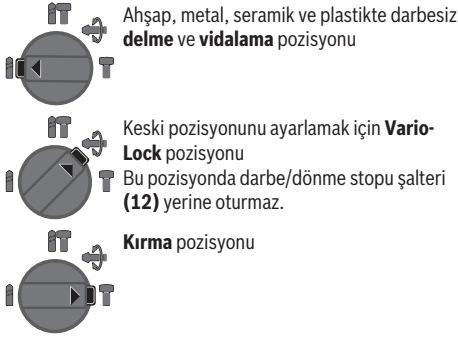 Ahşap, metal, seramik ve plastikte darbesiz
delme ve vidalama pozisyonu
Keski pozisyonunu ayarlamak için Vario-
Lock pozisyonu
Bu pozisyonda darbe/dönme stopu şalteri
(12) yerine oturmaz.
Kırma pozisyonu